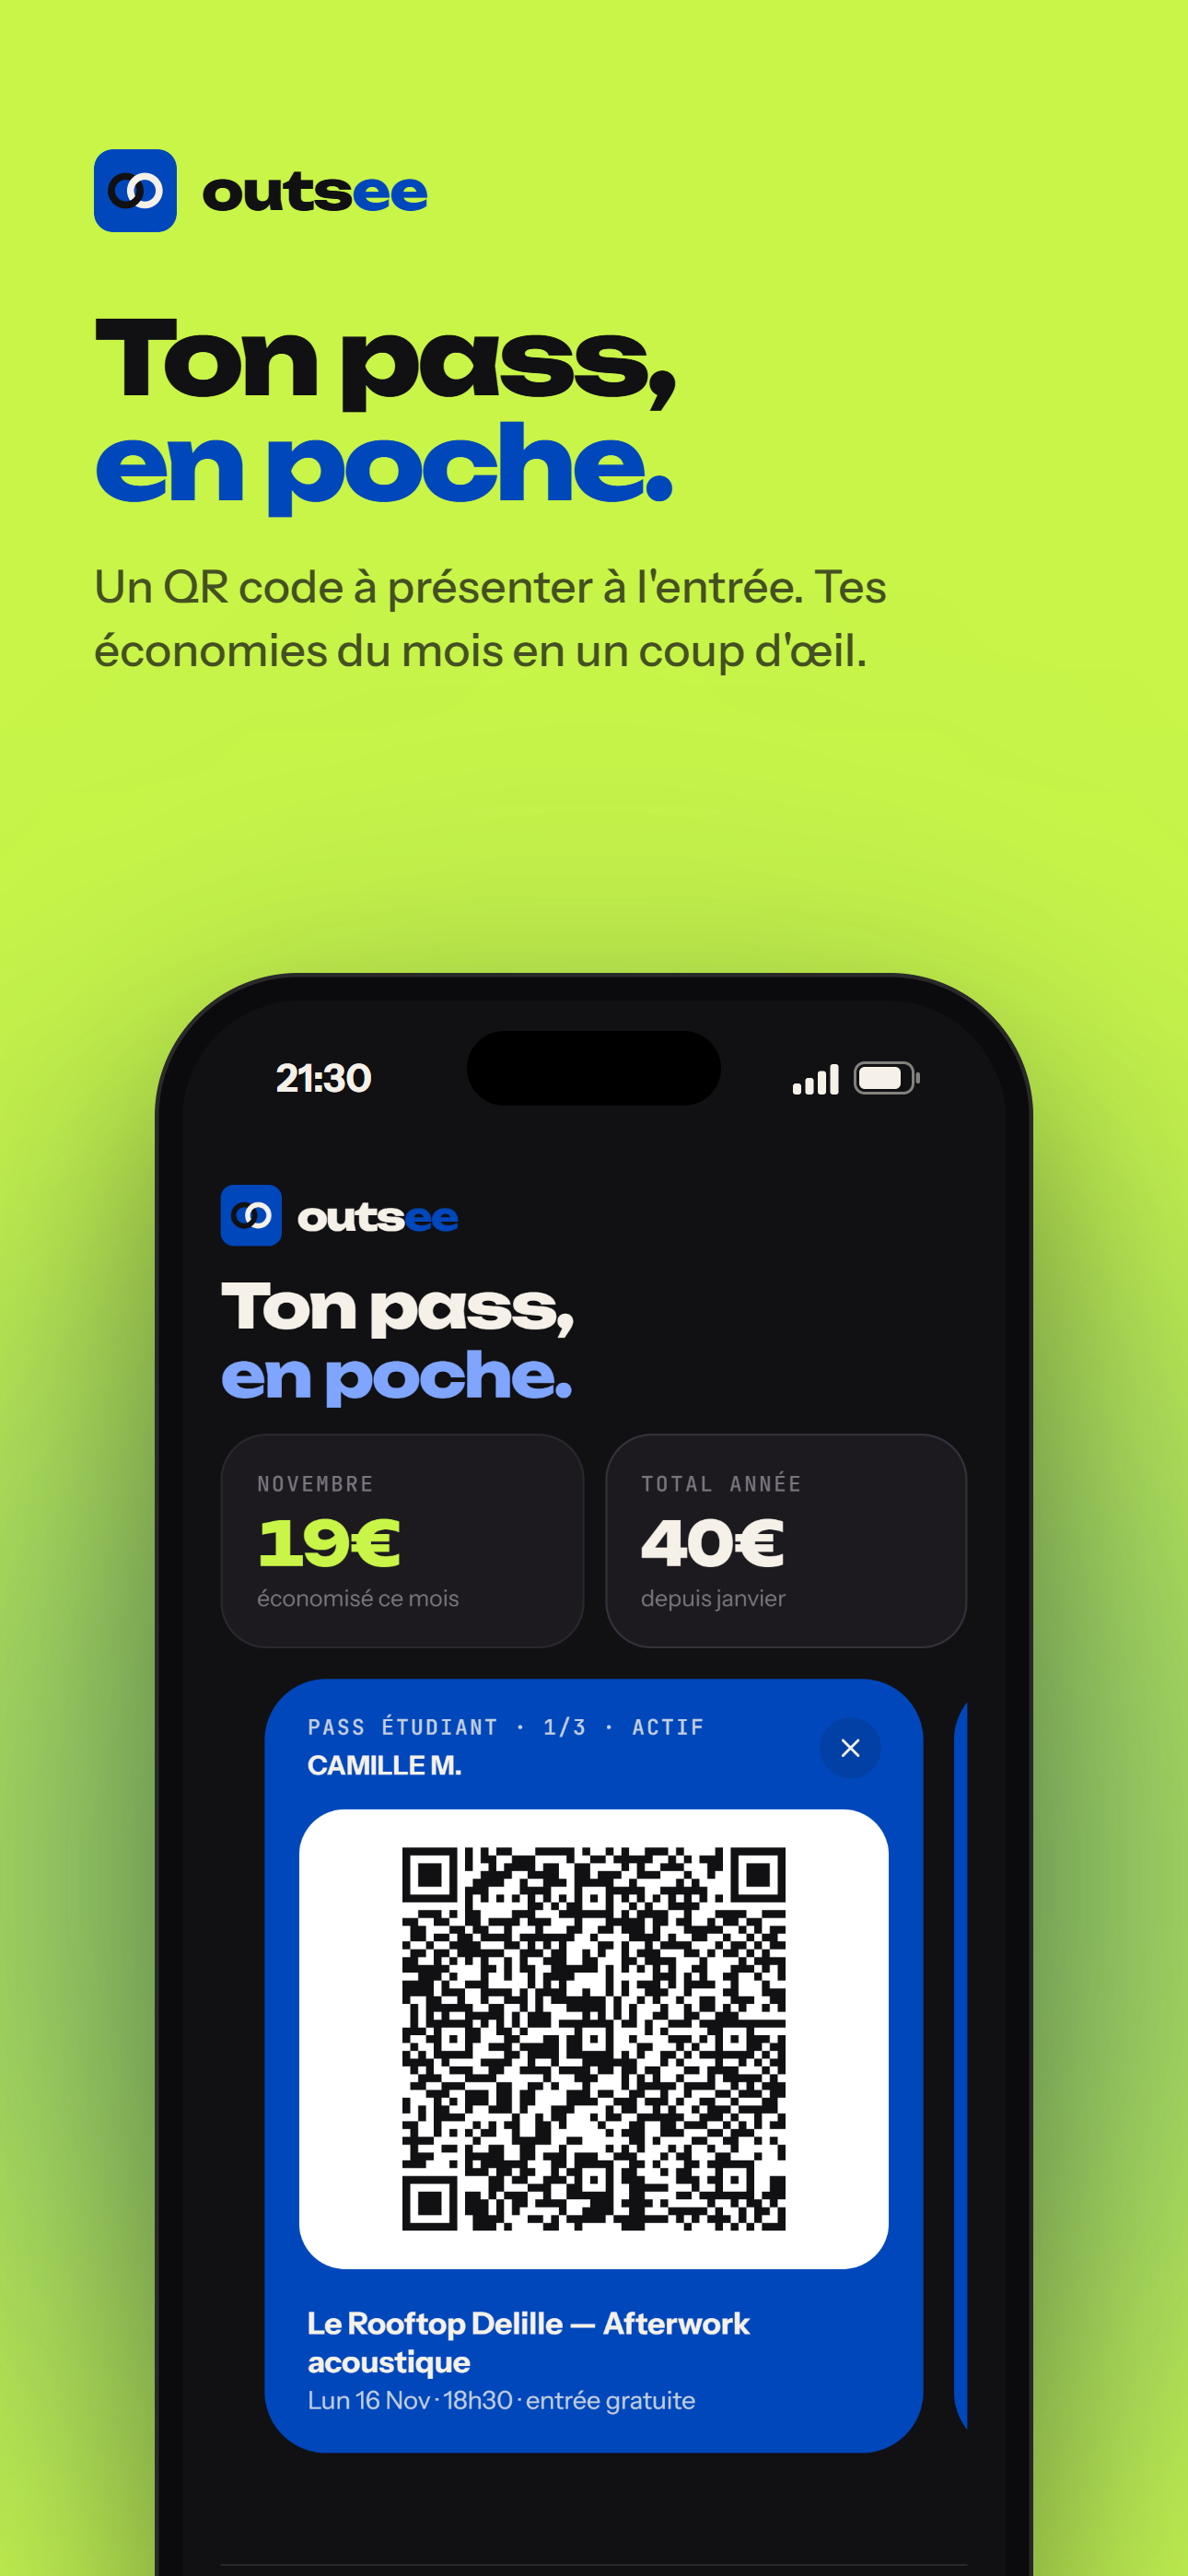 outsee
Ton pass,
en poche.
Un QR code à présenter à l'entrée. Tes
économies du mois en un coup d'œil.
21:30
outsee
Ton pass,
en poche.
NOVEMBRE
19€
économisé ce mois
TOTAL ANNÉE
40€
depuis janvier
PASS ÉTUDIANT · 1/3 · ACTIF
CAMILLE M.
Le Rooftop Delille — Afterwork
acoustique
Lun 16 Nov · 18h30 · entrée gratuite